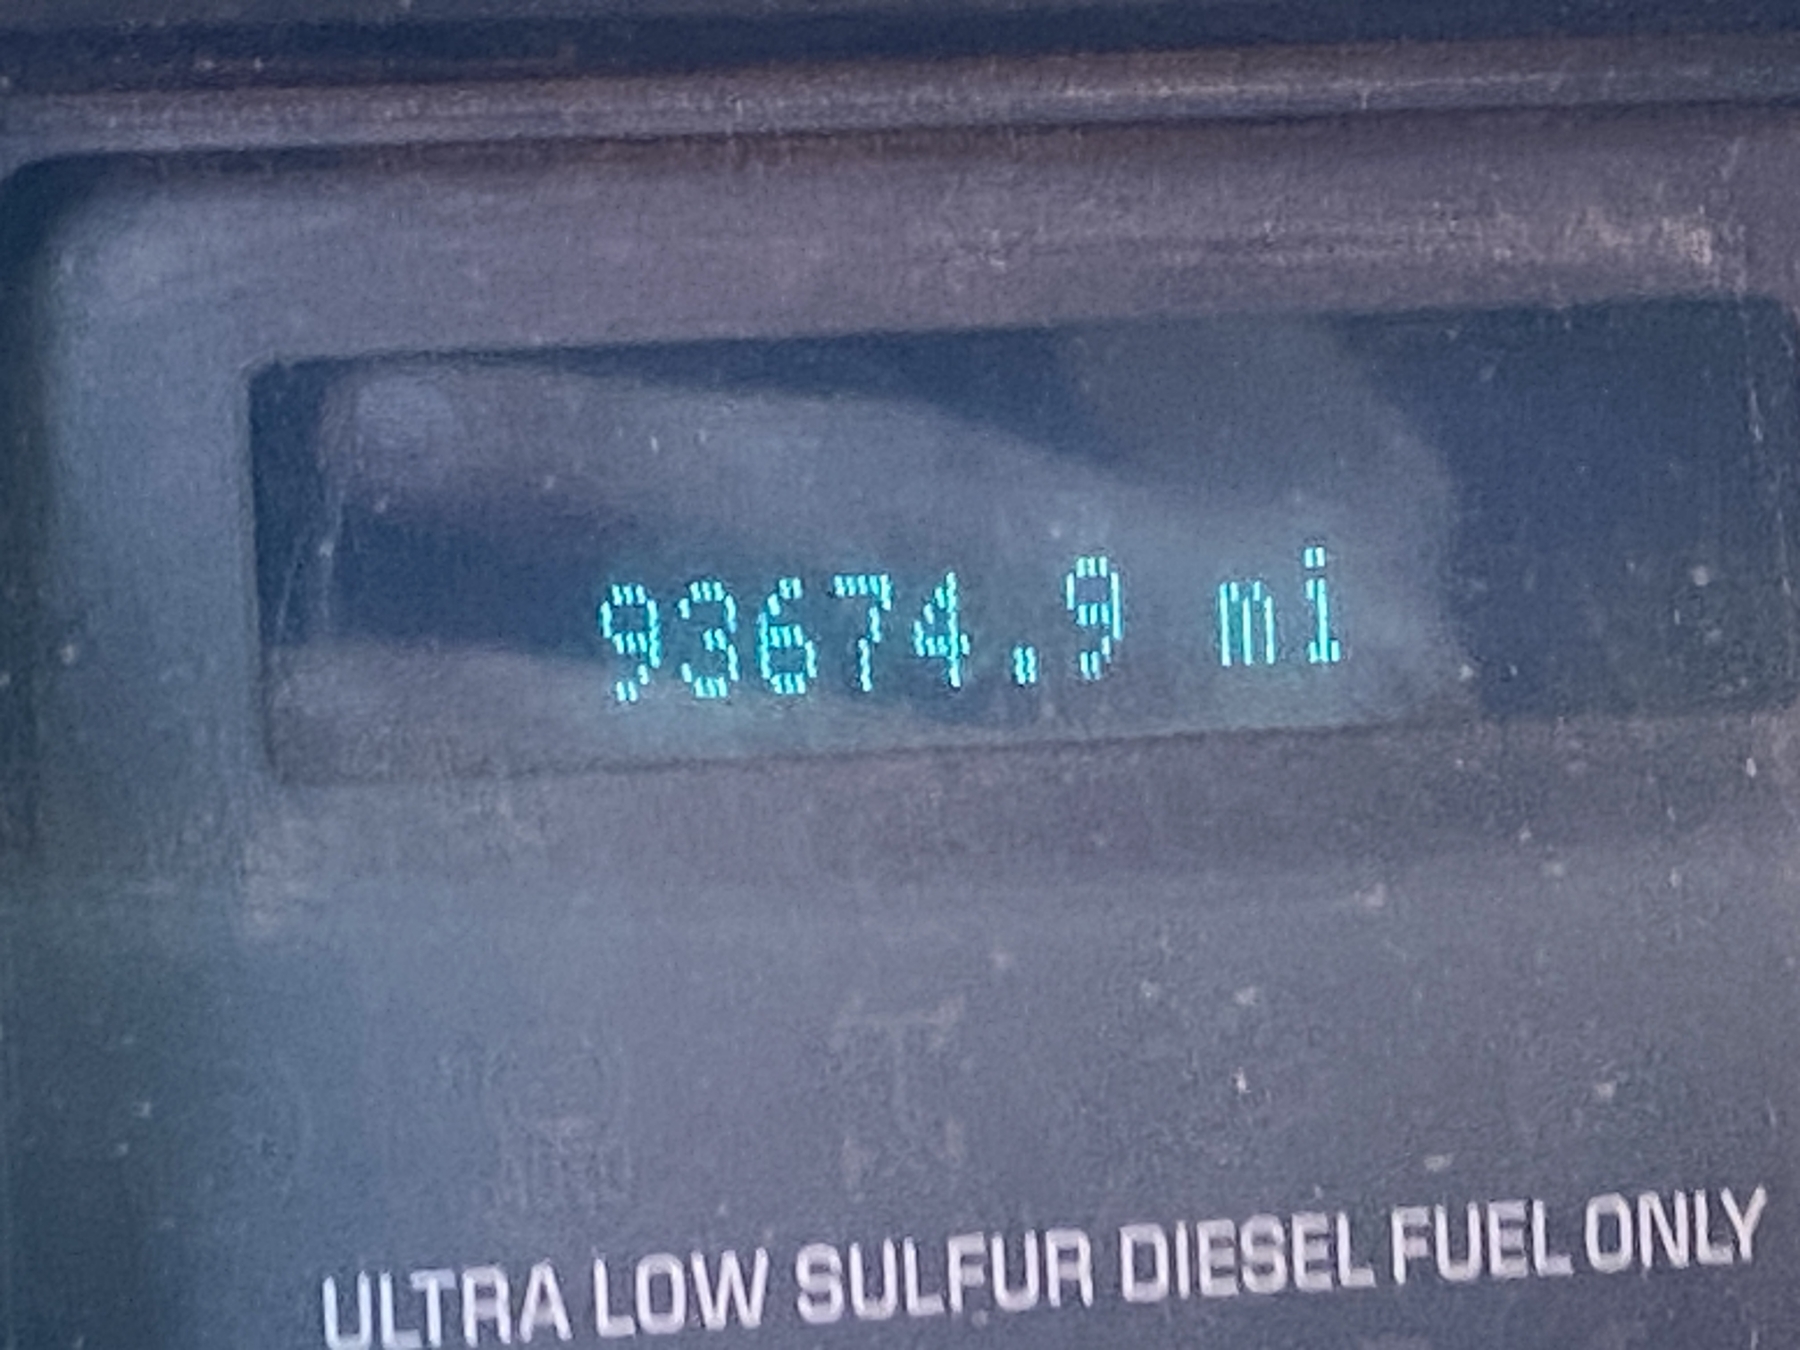 93674.9 mi
ULTRA LOW SULFUR DIESEL FUEL ONLY